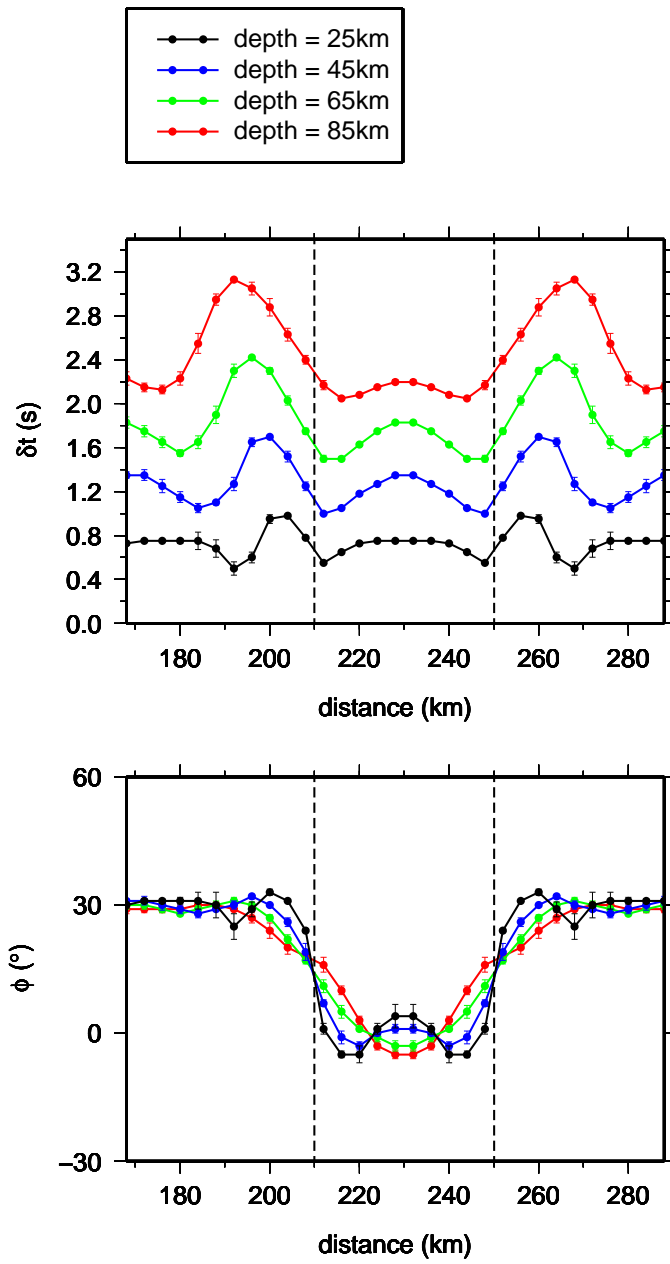 depth = 25km
depth = 45km
depth = 65km
depth = 85km
3.2
2.8
2.4
2.0
1.6
1.2
0.8
0.4
0.0
δt (s)
180 200 220 240 260 280
distance (km)
60
30
0
−30
ϕ (°)
180 200 220 240 260 280
distance (km)